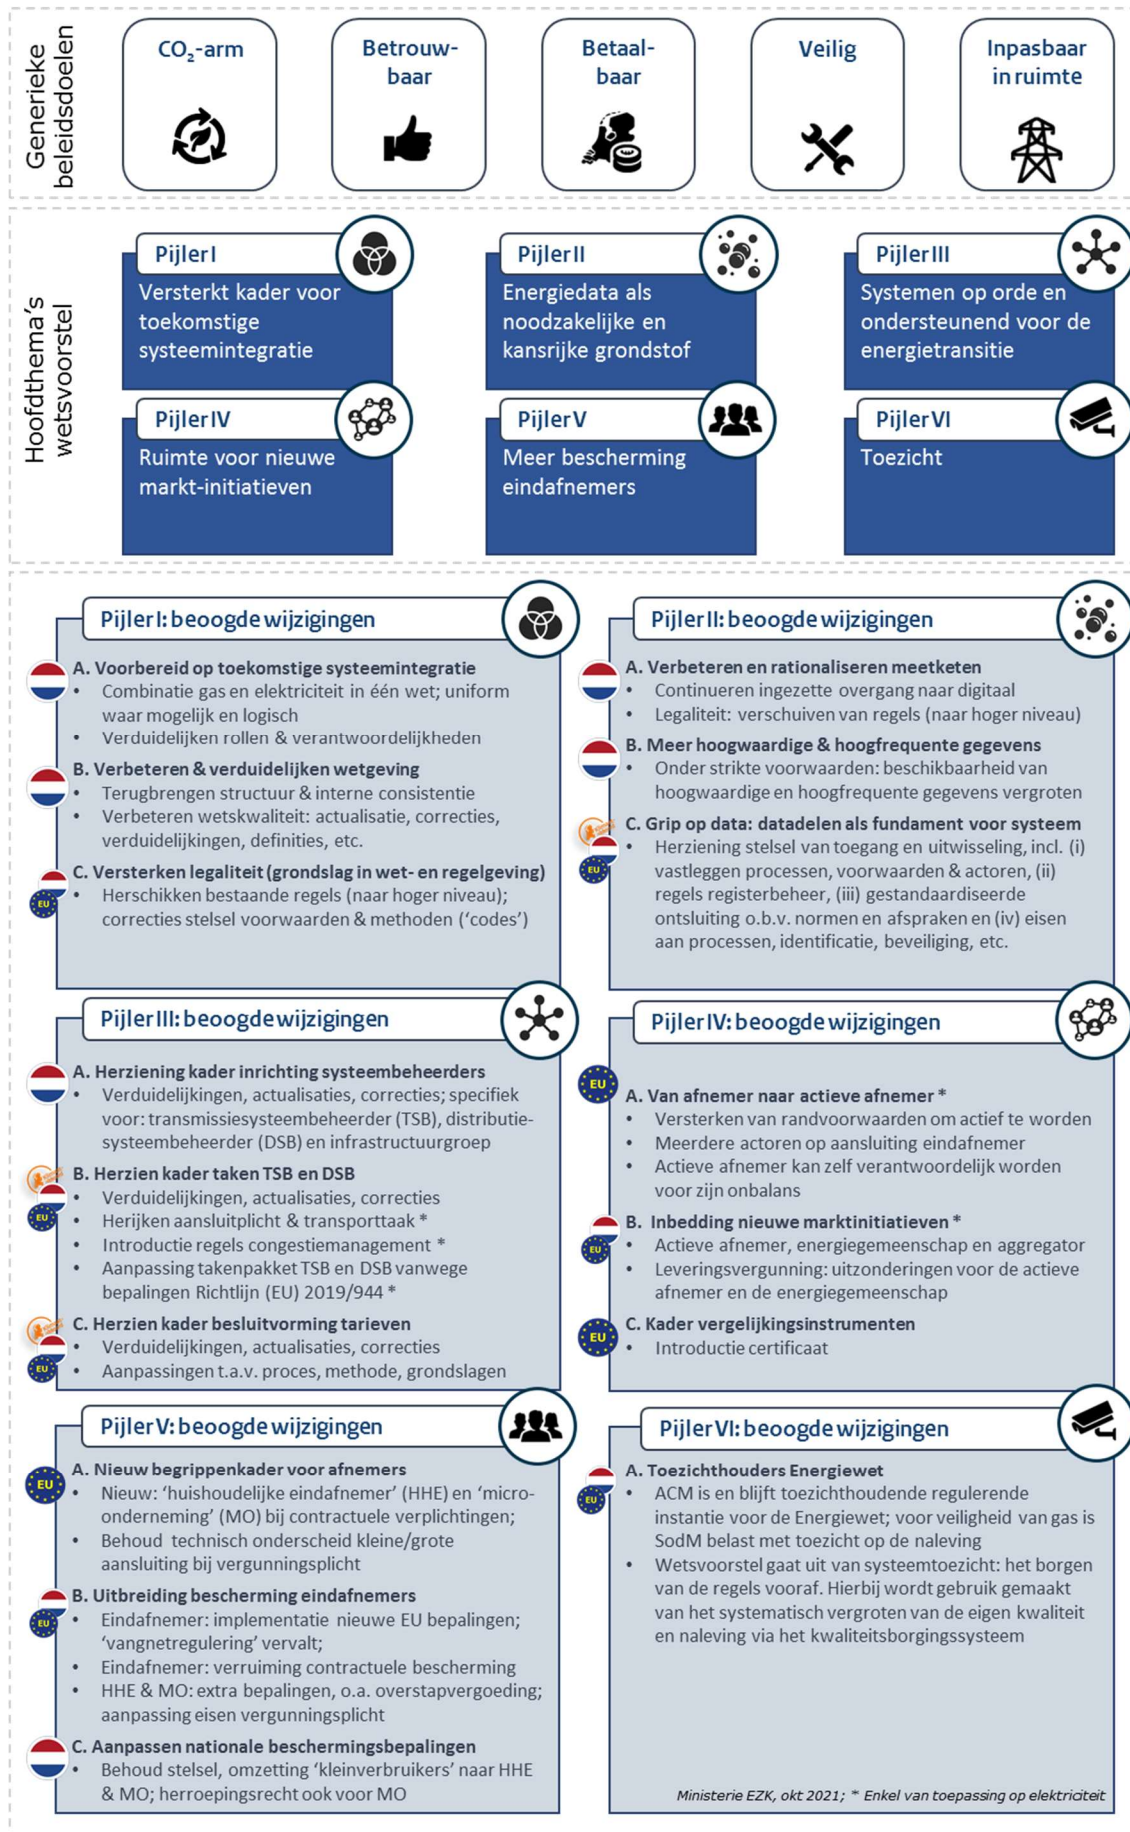 Generieke
beleidsdoelen
CO₂-arm
Betrouw-
baar
Betaal-
baar
Veilig
Inpasbaar
in ruimte
Hoofdthema's
wetsvoorstel
Pijler I
Versterkt kader voor
toekomstige
systeemintegratie
Pijler II
Energiedata als
noodzakelijke en
kansrijke grondstof
Pijler III
Systemen op orde en
ondersteunend voor de
energietransitie
Pijler IV
Ruimte voor nieuwe
markt-initiatieven
Pijler V
Meer bescherming
eindafnemers
Pijler VI
Toezicht
Pijler I: beoogde wijzigingen
A. Voorbereid op toekomstige systeemintegratie
• Combinatie gas en elektriciteit in één wet; uniform
waar mogelijk en logisch
• Verduidelijken rollen & verantwoordelijkheden
B. Verbeteren & verduidelijken wetgeving
• Terugbrengen structuur & interne consistentie
• Verbeteren wetskwaliteit: actualisatie, correcties,
verduidelijkingen, definities, etc.
C. Versterken legaliteit (grondslag in wet- en regelgeving)
EU
• Herschikken bestaande regels (naar hoger niveau);
correcties stelsel voorwaarden & methoden ('codes')
Pijler II: beoogde wijzigingen
A. Verbeteren en rationaliseren meetketen
• Continueren ingezette overgang naar digitaal
• Legaliteit: verschuiven van regels (naar hoger niveau)
B. Meer hoogwaardige & hoogfrequente gegevens
• Onder strikte voorwaarden: beschikbaarheid van
hoogwaardige en hoogfrequente gegevens vergroten
C. Grip op data: datadelen als fundament voor systeem
EU
• Herziening stelsel van toegang en uitwisseling, incl. (i)
vastleggen processen, voorwaarden & actoren, (ii)
regels registerbeheer, (iii) gestandaardiseerde
ontsluiting o.b.v. normen en afspraken en (iv) eisen
aan processen, identificatie, beveiliging, etc.
Pijler III: beoogde wijzigingen
A. Herziening kader inrichting systeembeheerders
• Verduidelijkingen, actualisaties, correcties; specifiek
voor: transmissiesysteembeheerder (TSB), distributie-
systeembeheerder (DSB) en infrastructuurgroep
B. Herzien kader taken TSB en DSB
EU
• Verduidelijkingen, actualisaties, correcties
• Herijken aansluitplicht & transporttaak *
• Introductie regels congestiemanagement *
• Aanpassing takenpakket TSB en DSB vanwege
bepalingen Richtlijn (EU) 2019/944 *
C. Herzien kader besluitvorming tarieven
EU
• Verduidelijkingen, actualisaties, correcties
• Aanpassingen t.a.v. proces, methode, grondslagen
Pijler IV: beoogde wijzigingen
EU
A. Van afnemer naar actieve afnemer *
• Versterken van randvoorwaarden om actief te worden
• Meerdere actoren op aansluiting eindafnemer
• Actieve afnemer kan zelf verantwoordelijk worden
voor zijn onbalans
B. Inbedding nieuwe marktinitiatieven *
EU
• Actieve afnemer, energiegemeenschap en aggregator
• Leveringsvergunning: uitzonderingen voor de actieve
afnemer en de energiegemeenschap
EU
C. Kader vergelijkingsinstrumenten
• Introductie certificaat
Pijler V: beoogde wijzigingen
EU
A. Nieuw begrippenkader voor afnemers
• Nieuw: 'huishoudelijke eindafnemer' (HHE) en 'micro-
onderneming' (MO) bij contractuele verplichtingen;
• Behoud technisch onderscheid kleine/grote
aansluiting bij vergunningsplicht
B. Uitbreiding bescherming eindafnemers
EU
• Eindafnemer: implementatie nieuwe EU bepalingen;
'vangnetregulering' vervalt;
• Eindafnemer: verruiming contractuele bescherming
• HHE & MO: extra bepalingen, o.a. overstapvergoeding;
aanpassing eisen vergunningsplicht
C. Aanpassen nationale beschermingsbepalingen
• Behoud stelsel, omzetting 'kleinverbruikers' naar HHE
& MO; herroepingsrecht ook voor MO
Pijler VI: beoogde wijzigingen
A. Toezichthouders Energiewet
EU
• ACM is en blijft toezichthoudende regulerende
instantie voor de Energiewet; voor veiligheid van gas is
SodM belast met toezicht op de naleving
• Wetsvoorstel gaat uit van systeemtoezicht: het borgen
van de regels vooraf. Hierbij wordt gebruik gemaakt
van het systematisch vergroten van de eigen kwaliteit
en naleving via het kwaliteitsborgingssysteem
Ministerie EZK, okt 2021; * Enkel van toepassing op elektriciteit